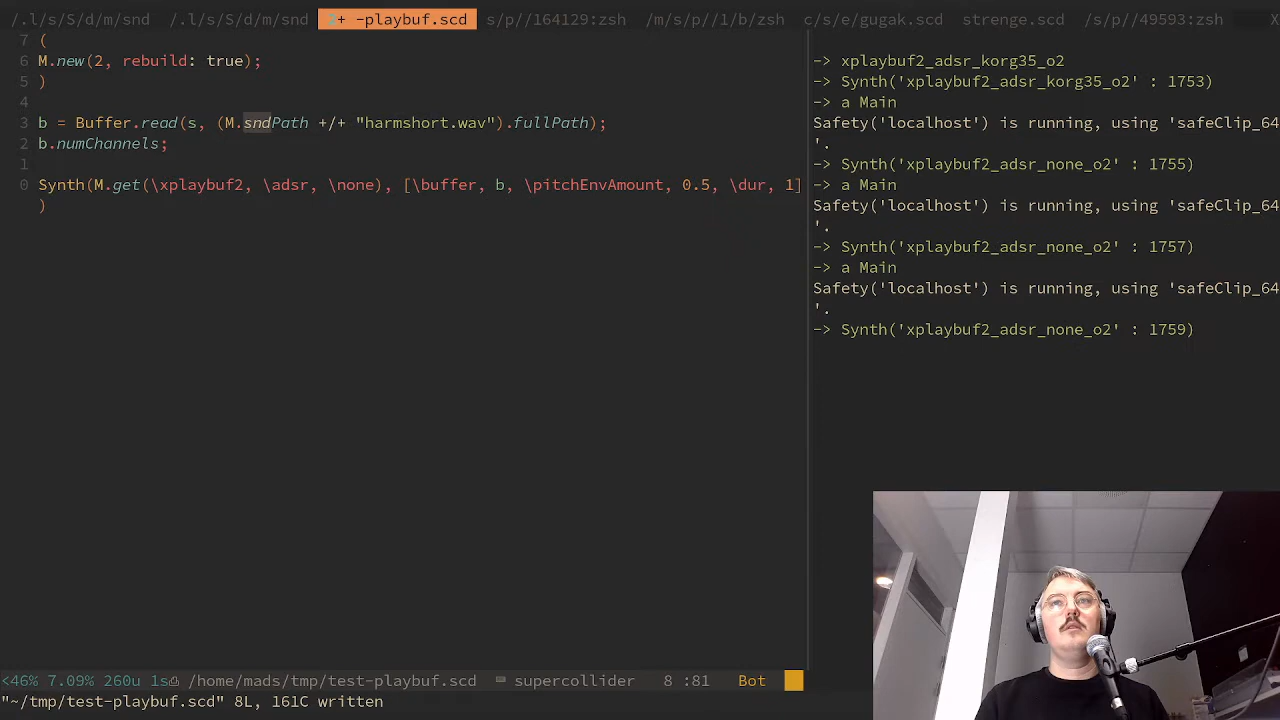 /.l/s/S/d/m/snd /.l/s/S/d/m/snd + -playbuf.scd s/p//164129:zsh /m/s/p//1/b/zsh c/s/e/gugak.scd strenge.scd /s/p//49593:zsh X
7 (
6 M.new(2, rebuild: true);
5 )
4
3 b = Buffer.read(s, (M.sndPath +/+ "harmshort.wav").fullPath);
2 b.numChannels;
1
0 Synth(M.get(\xplaybuf2, \adsr, \none), [\buffer, b, \pitchEnvAmount, 0.5, \dur, 1]
)
-> xplaybuf2_adsr_korg35_o2
-> Synth('xplaybuf2_adsr_korg35_o2' : 1753)
-> a Main
Safety('localhost') is running, using 'safeClip_64
'.
-> Synth('xplaybuf2_adsr_none_o2' : 1755)
-> a Main
Safety('localhost') is running, using 'safeClip_64
'.
-> Synth('xplaybuf2_adsr_none_o2' : 1757)
-> a Main
Safety('localhost') is running, using 'safeClip_64
'.
-> Synth('xplaybuf2_adsr_none_o2' : 1759)
<46% 7.09% 260u 1s /home/mads/tmp/test-playbuf.scd supercollider 8 :81 Bot
"~/tmp/test-playbuf.scd" 8L, 161C written